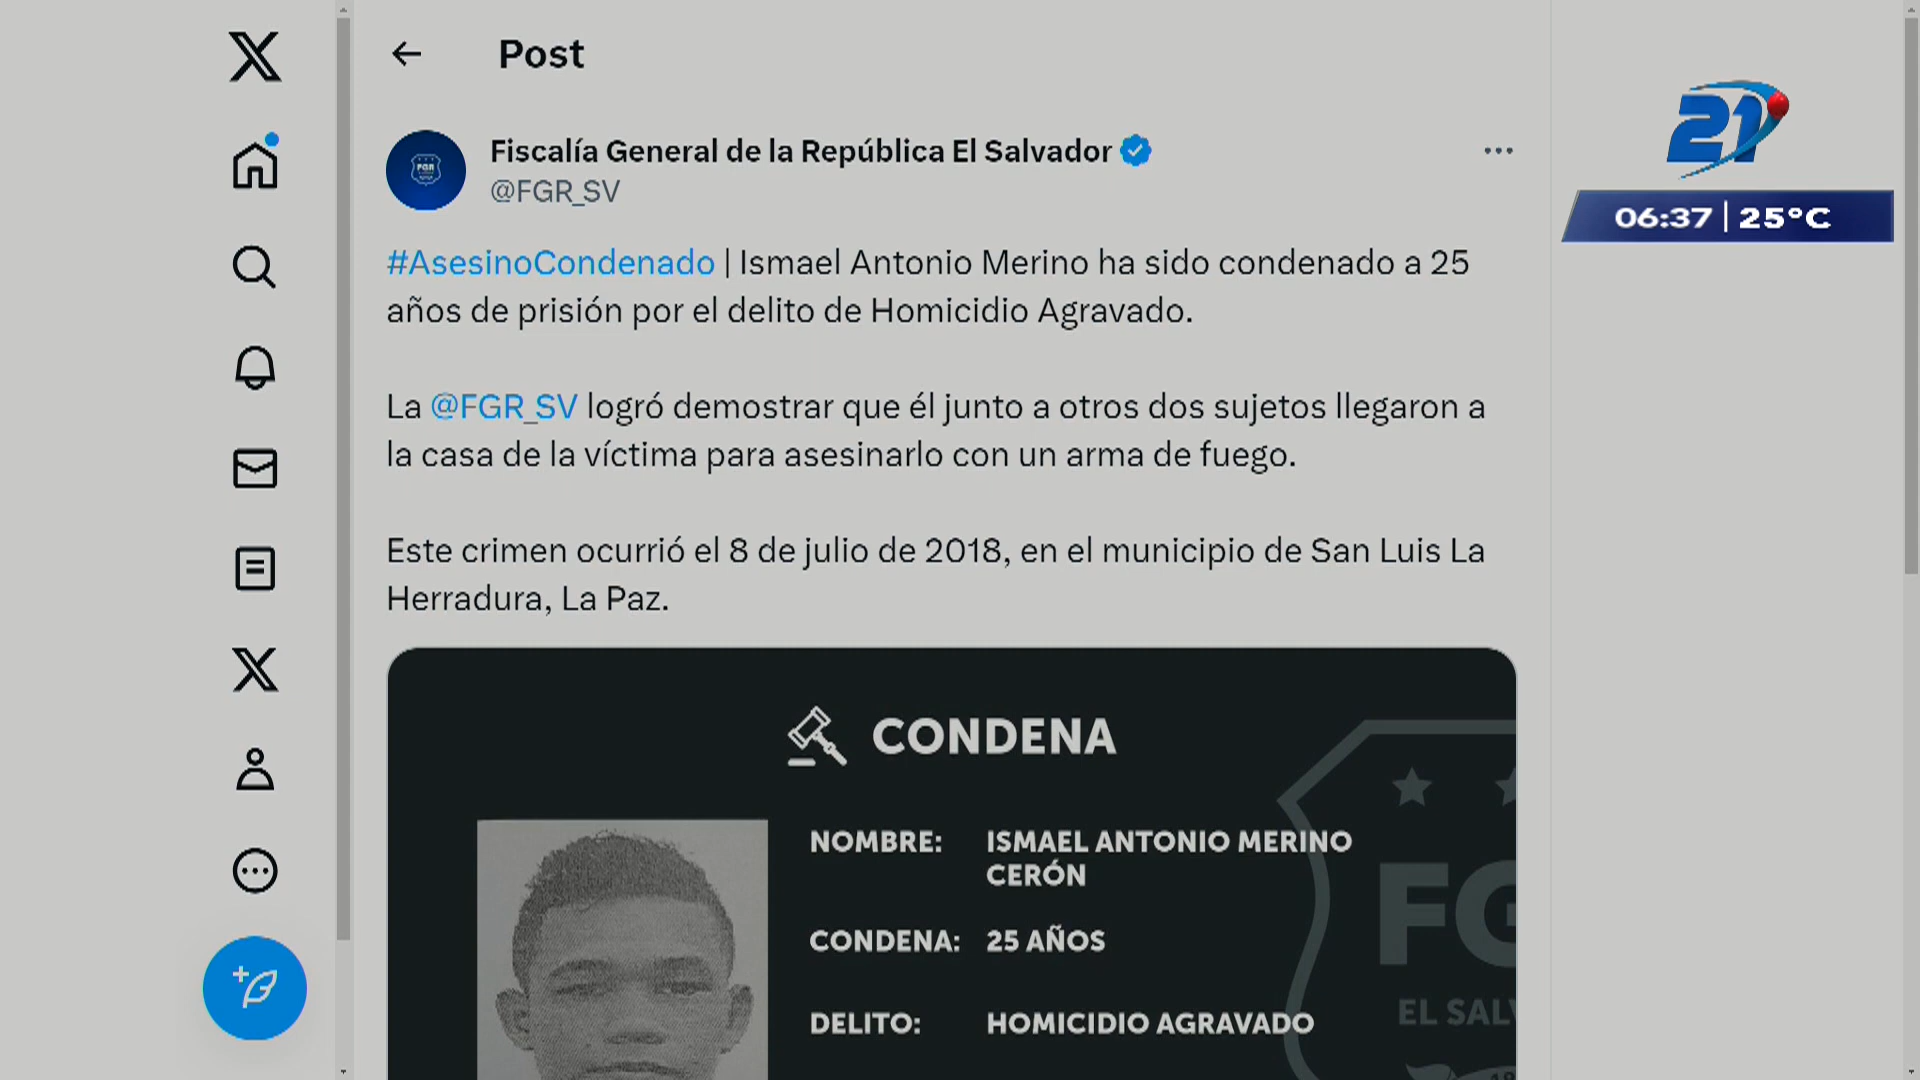 Post
Fiscalía General de la República El Salvador
@FGR_SV
#AsesinoCondenado | Ismael Antonio Merino ha sido condenado a 25
años de prisión por el delito de Homicidio Agravado.
La @FGR_SV logró demostrar que él junto a otros dos sujetos llegaron a
la casa de la víctima para asesinarlo con un arma de fuego.
Este crimen ocurrió el 8 de julio de 2018, en el municipio de San Luis La
Herradura, La Paz.
CONDENA
NOMBRE: ISMAEL ANTONIO MERINO
CERÓN
CONDENA: 25 AÑOS
DELITO: HOMICIDIO AGRAVADO
FGR
21
06:37 | 25°C